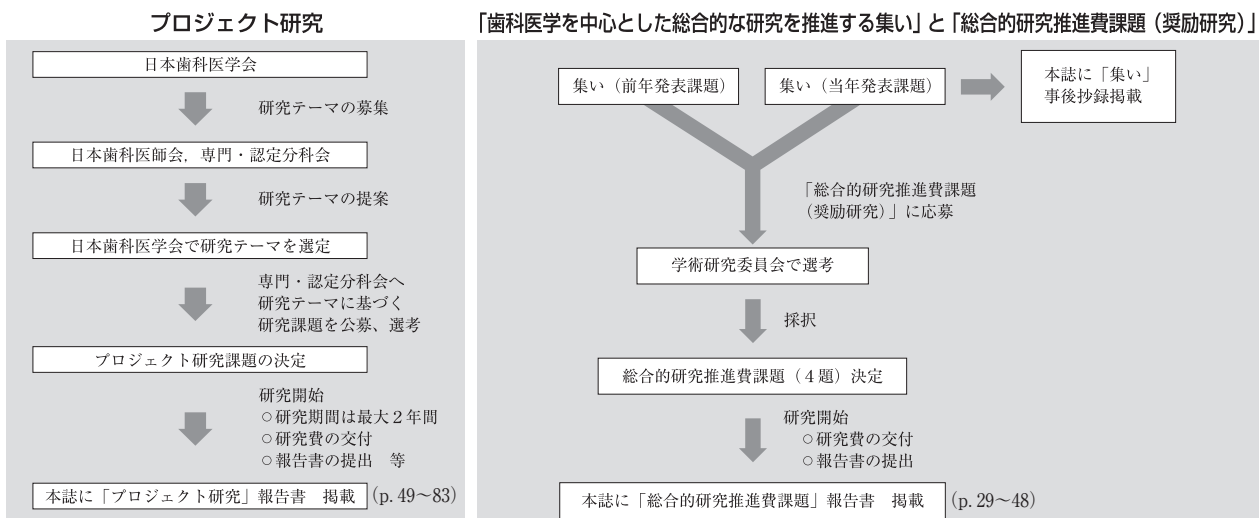 プロジェクト研究
日本歯科医学会
研究テーマの募集
日本歯科医師会，専門・認定分科会
研究テーマの提案
日本歯科医学会で研究テーマを選定
専門・認定分科会へ
研究テーマに基づく
研究課題を公募、選考
プロジェクト研究課題の決定
研究開始
○研究期間は最大２年間
○研究費の交付
○報告書の提出　等
本誌に「プロジェクト研究」報告書　掲載 (p. 49～83)
「歯科医学を中心とした総合的な研究を推進する集い」と「総合的研究推進費課題（奨励研究）」
集い（前年発表課題）
集い（当年発表課題）
本誌に「集い」
事後抄録掲載
「総合的研究推進費課題
（奨励研究）」に応募
学術研究委員会で選考
採択
総合的研究推進費課題（４題）決定
研究開始
○研究費の交付
○報告書の提出
本誌に「総合的研究推進費課題」報告書　掲載 (p. 29～48)